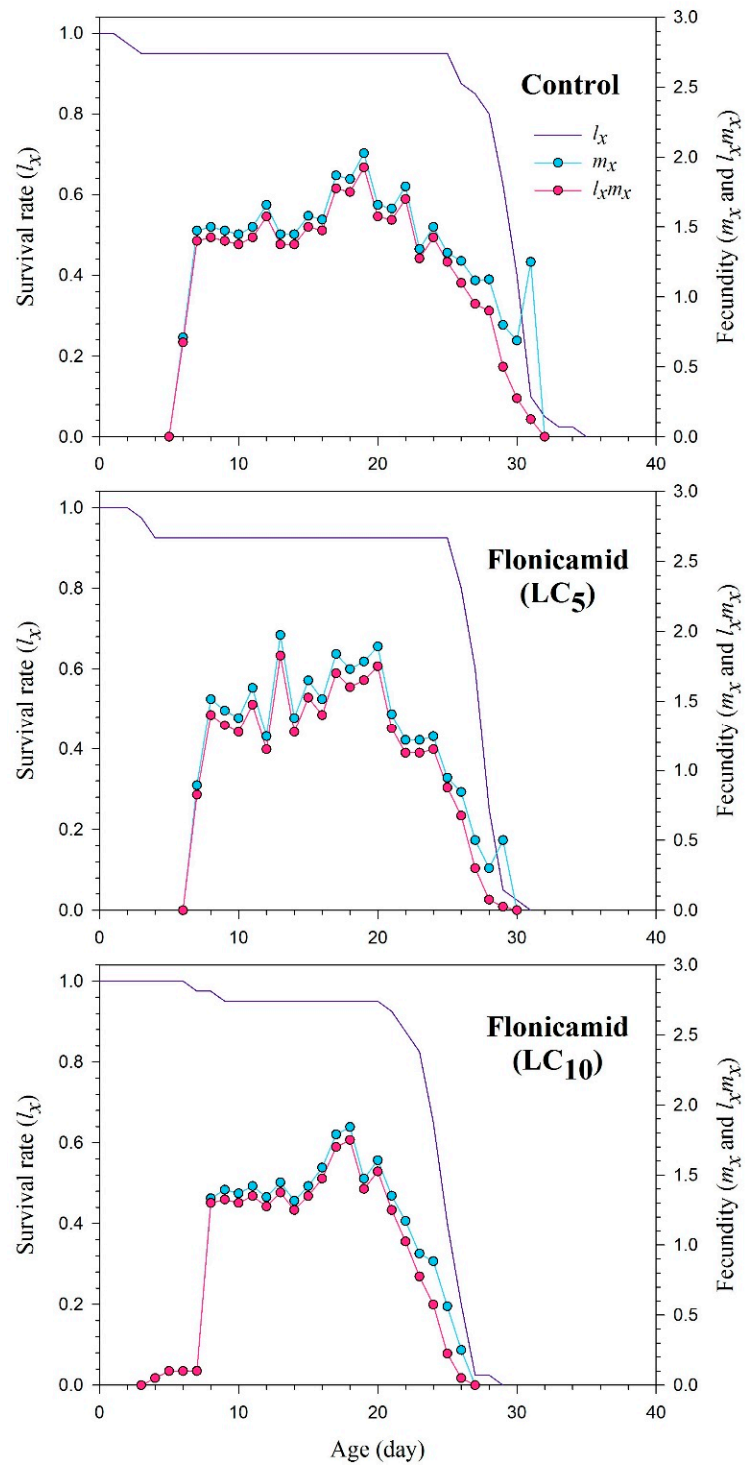 Control
lx
mx
lxmx
Survival rate (lx)
1.0
0.8
0.6
0.4
0.2
0.0
3.0
2.5
2.0
1.5
1.0
0.5
0.0
Fecundity (mx and lxmx)
0 10 20 30 40
Flonicamid
(LC5)
Survival rate (lx)
1.0
0.8
0.6
0.4
0.2
0.0
3.0
2.5
2.0
1.5
1.0
0.5
0.0
Fecundity (mx and lxmx)
0 10 20 30 40
Flonicamid
(LC10)
Survival rate (lx)
1.0
0.8
0.6
0.4
0.2
0.0
3.0
2.5
2.0
1.5
1.0
0.5
0.0
Fecundity (mx and lxmx)
0 10 20 30 40
Age (day)